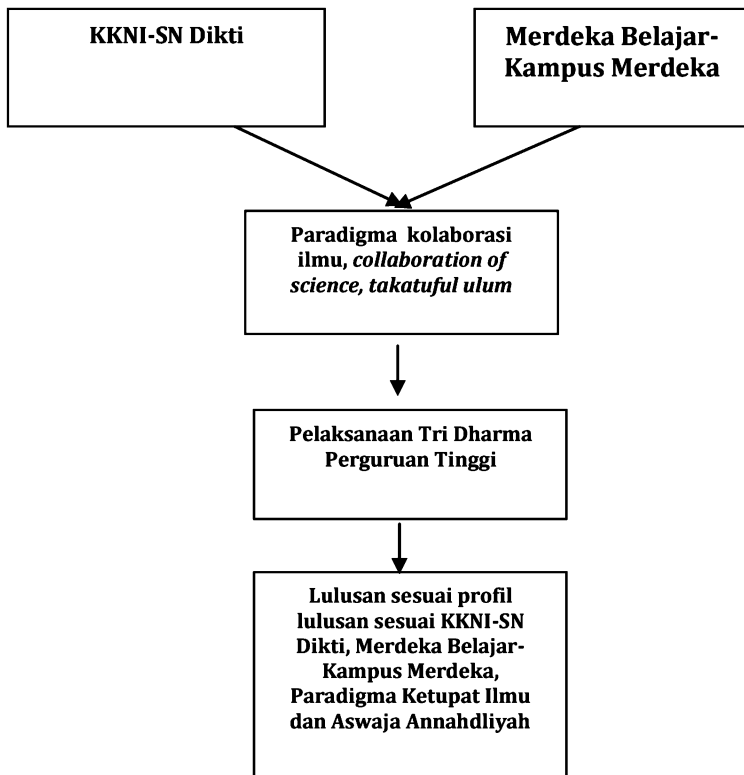 KKNI-SN Dikti
Merdeka Belajar-
Kampus Merdeka
Paradigma kolaborasi
ilmu, collaboration of
science, takatuful ulum
Pelaksanaan Tri Dharma
Perguruan Tinggi
Lulusan sesuai profil
lulusan sesuai KKNI-SN
Dikti, Merdeka Belajar-
Kampus Merdeka,
Paradigma Ketupat Ilmu
dan Aswaja Annahdliyah